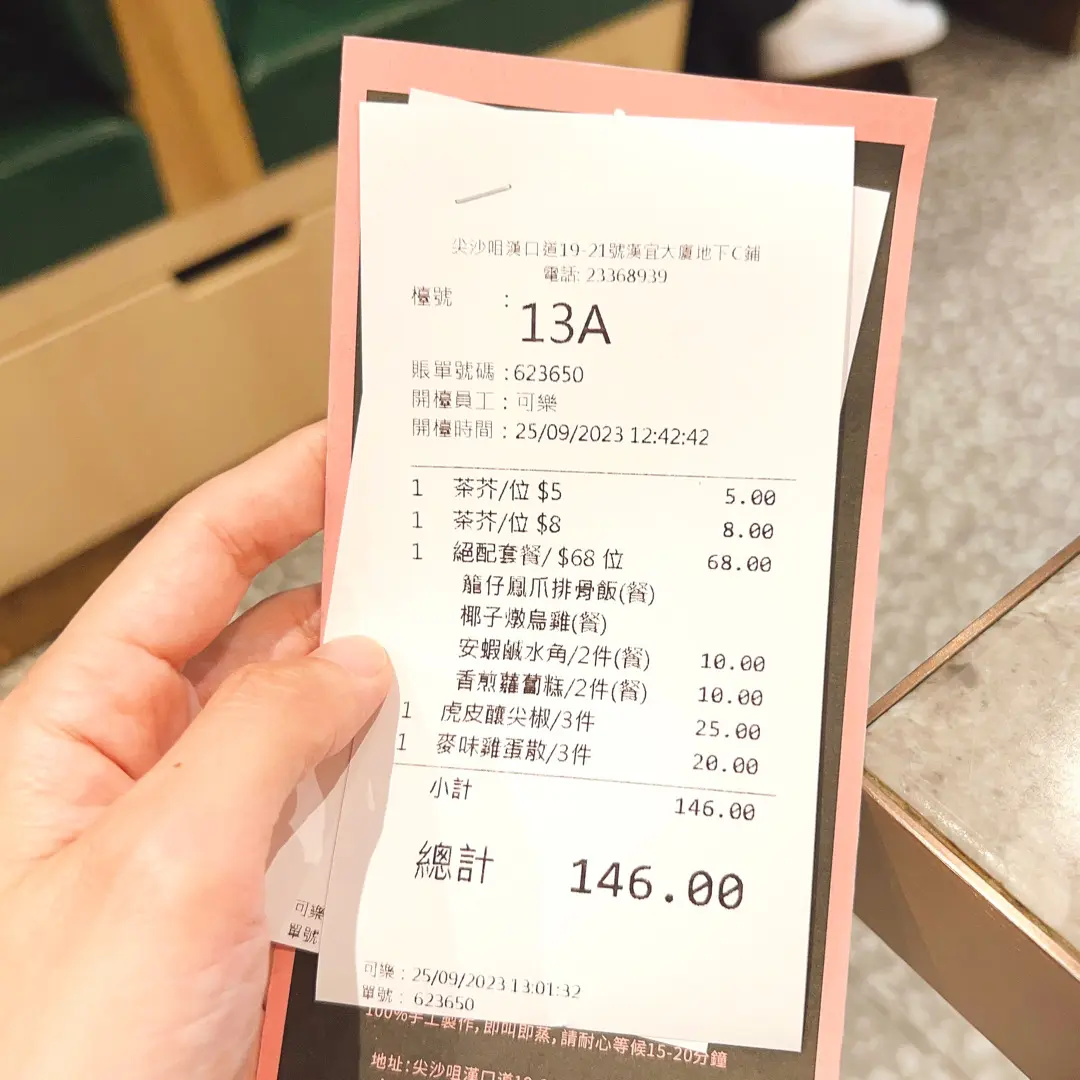 尖沙咀漢口道19-21號漢宜大廈地下C鋪
電話: 23368939
檯號 : 13A
賬單號碼 : 623650
開檯員工 : 可樂
開檯時間 : 25/09/2023 12:42:42
1 茶芥/位 $5 5.00
1 茶芥/位 $8 8.00
1 絕配套餐/ $68 位 68.00
籠仔鳳爪排骨飯(餐)
椰子燉烏雞(餐)
安蝦鹹水角/2件(餐) 10.00
香煎蘿蔔糕/2件(餐) 10.00
1 虎皮釀尖椒/3件 25.00
1 麥味雞蛋散/3件 20.00
小計 146.00
總計 146.00
可樂
單號
可樂 : 25/09/2023 13:01:32
單號 : 623650
100%手工製作, 即叫即蒸, 請耐心等候15-20分鐘
地址: 尖沙咀漢口道